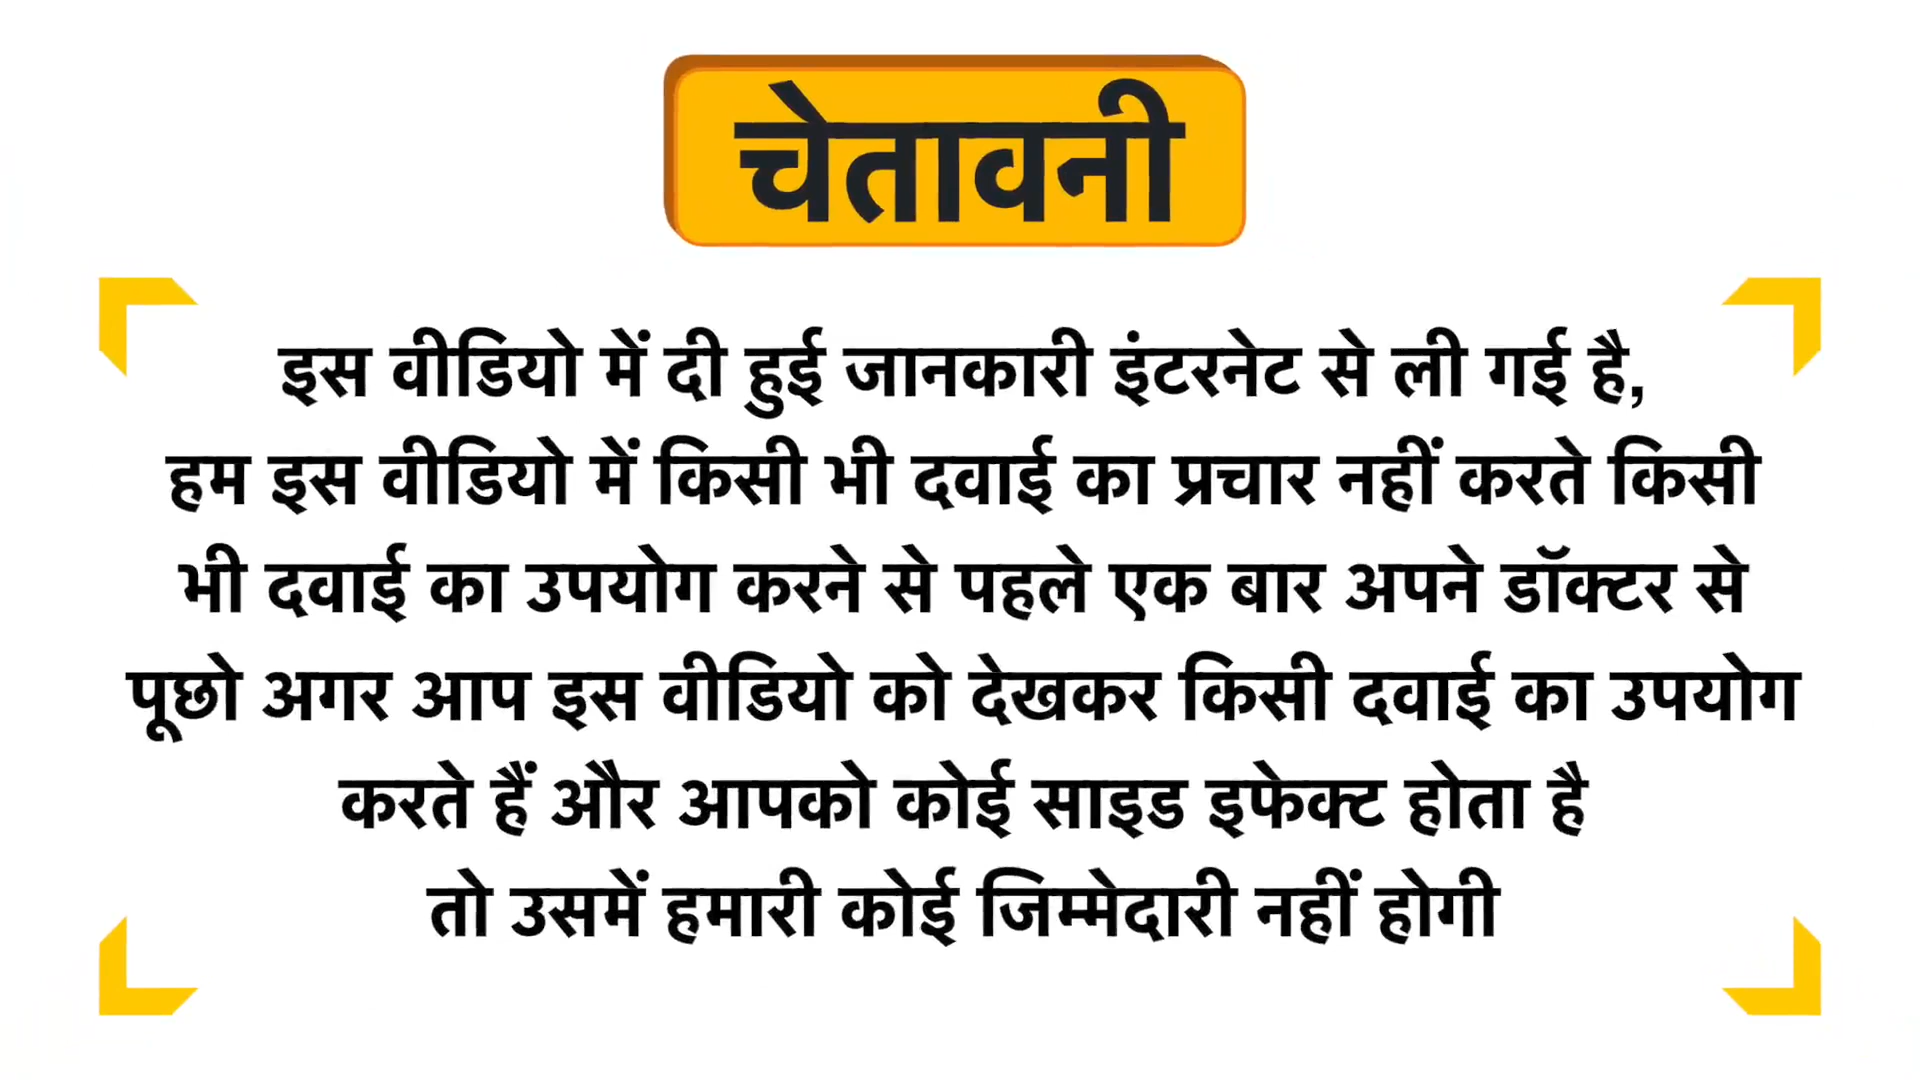 चेतावनी
इस वीडियो में दी हुई जानकारी इंटरनेट से ली गई है,
हम इस वीडियो में किसी भी दवाई का प्रचार नहीं करते किसी
भी दवाई का उपयोग करने से पहले एक बार अपने डॉक्टर से
पूछो अगर आप इस वीडियो को देखकर किसी दवाई का उपयोग
करते हैं और आपको कोई साइड इफेक्ट होता है
तो उसमें हमारी कोई जिम्मेदारी नहीं होगी